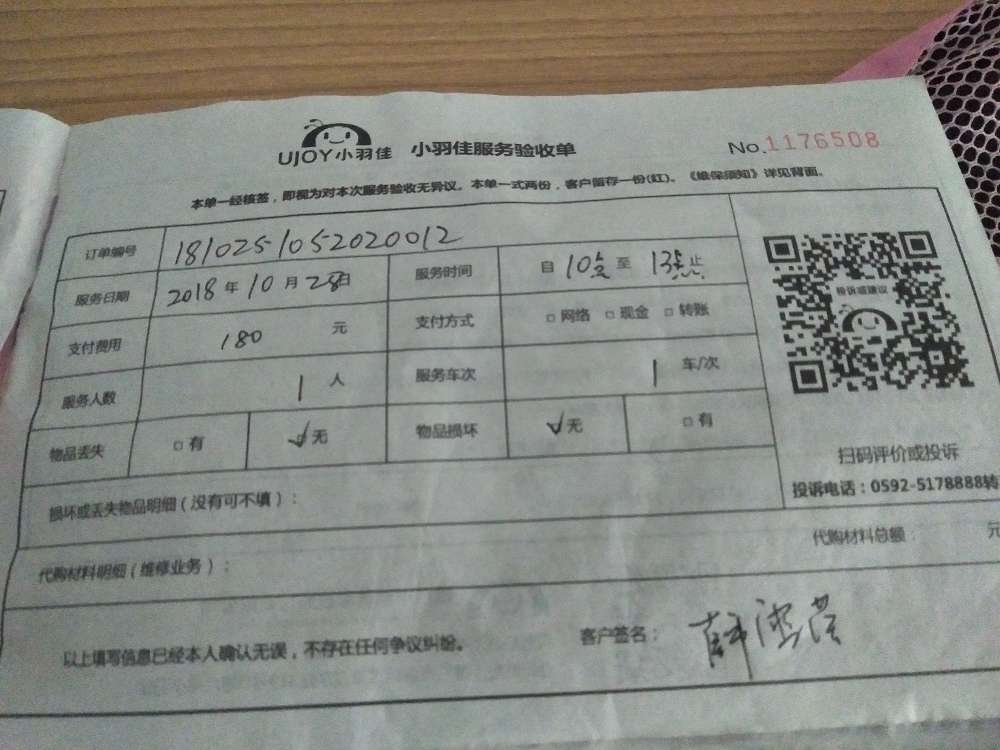 UJOY小羽佳 小羽佳服务验收单 No.1176508
本单一经核签，即视为对本次服务验收无异议。本单一式两份，客户留存一份(红)。《维保须知》详见背面。
订单编号 181025-1052020012
服务日期 2018年10月28日 服务时间 自10点至13点止
支付费用 180元 支付方式 □网络 □现金 □转账
投诉或建议
服务人数 1人 服务车次 1车/次
物品丢失 □有 √无 物品损坏 √无 □有
扫码评价或投诉
投诉电话：0592-5178888转
损坏或丢失物品明细（没有可不填）：
代购材料明细（维修业务）： 代购材料总额： 元
以上填写信息已经本人确认无误，不存在任何争议纠纷。 客户签名：